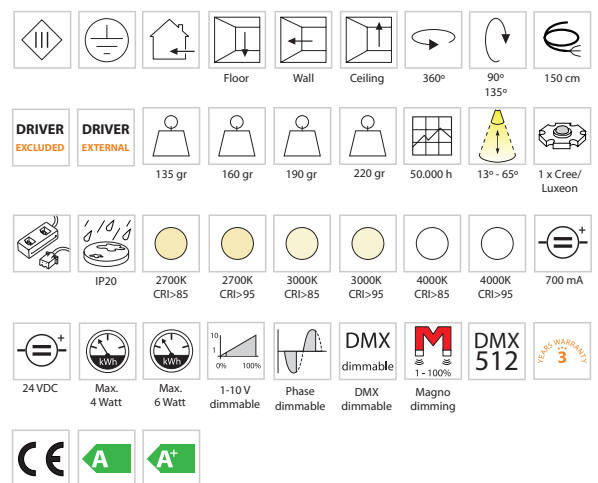 III
Floor
Wall
Ceiling
360º
90º
135º
150 cm
DRIVER
EXCLUDED
DRIVER
EXTERNAL
135 gr
160 gr
190 gr
220 gr
50.000 h
13º - 65º
1 x Cree/
Luxeon
IP20
2700K
CRI>85
2700K
CRI>95
3000K
CRI>85
3000K
CRI>95
4000K
CRI>85
4000K
CRI>95
+
700 mA
+
24 VDC
kWh
Max.
4 Watt
kWh
Max.
6 Watt
10
1
0% 100%
1-10 V
dimmable
Phase
dimmable
DMX
dimmable
DMX
dimmable
M
1 - 100%
Magno
dimming
DMX
512
YEARS WARRANTY
3
CE
A
A+